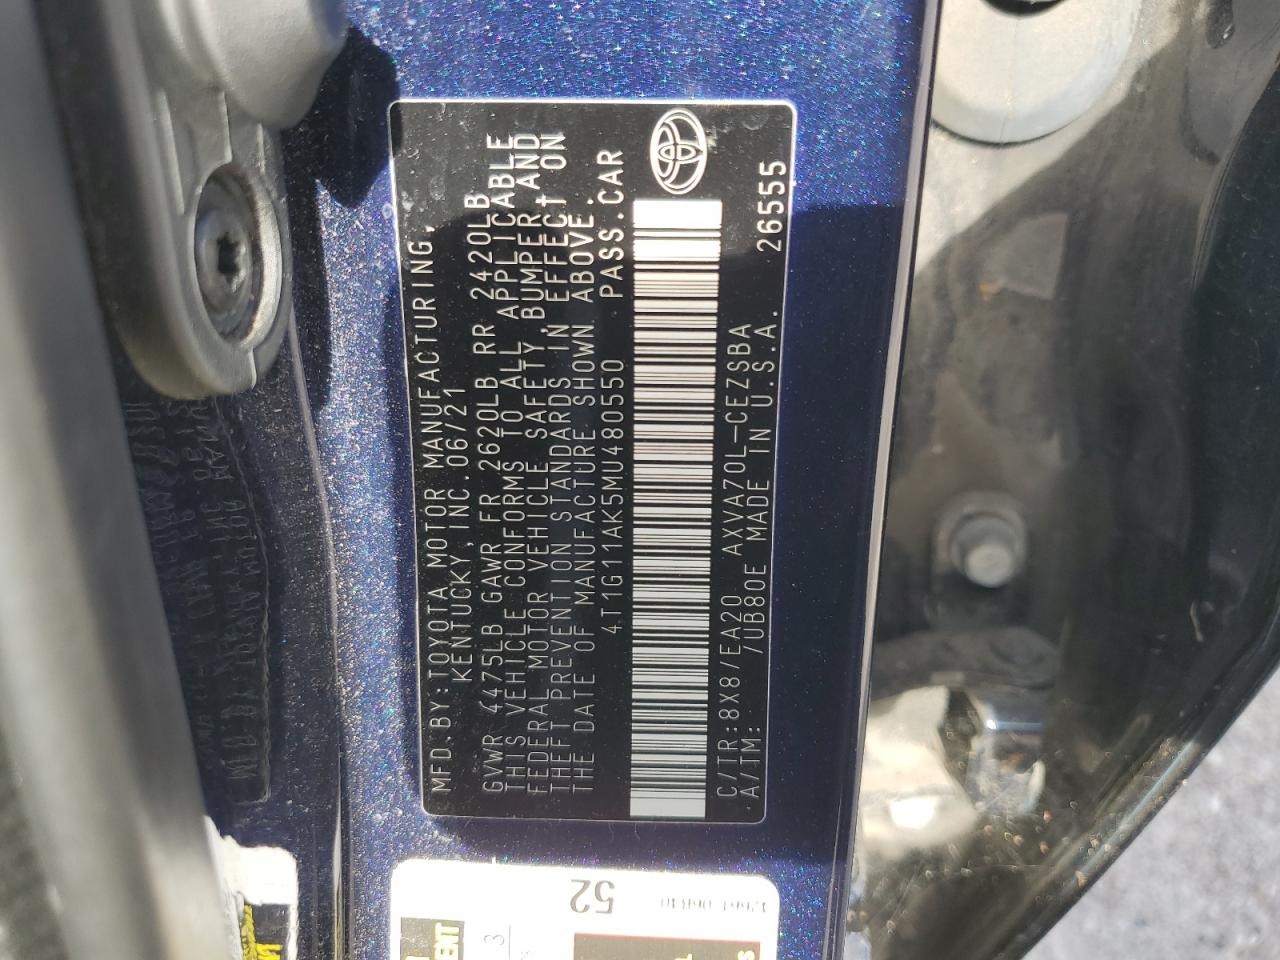 MFD.BY:TOYOTA MOTOR MANUFACTURING,
KENTUCKY, INC. 06/21
GVWR 4475LB GAWR FR 2620LB RR 2420LB
THIS VEHICLE CONFORMS TO ALL APPLICABLE
FEDERAL MOTOR VEHICLE SAFETY,BUMPER,AND
THEFT PREVENTION STANDARDS IN EFFECT ON
THE DATE OF MANUFACTURE SHOWN ABOVE.
4T1G11AK5MU480550 PASS.CAR
C/TR:8X8/EA20 AXVA70L-CEZSBA
A/TM: /UB80E MADE IN U.S.A. 26555
52
3